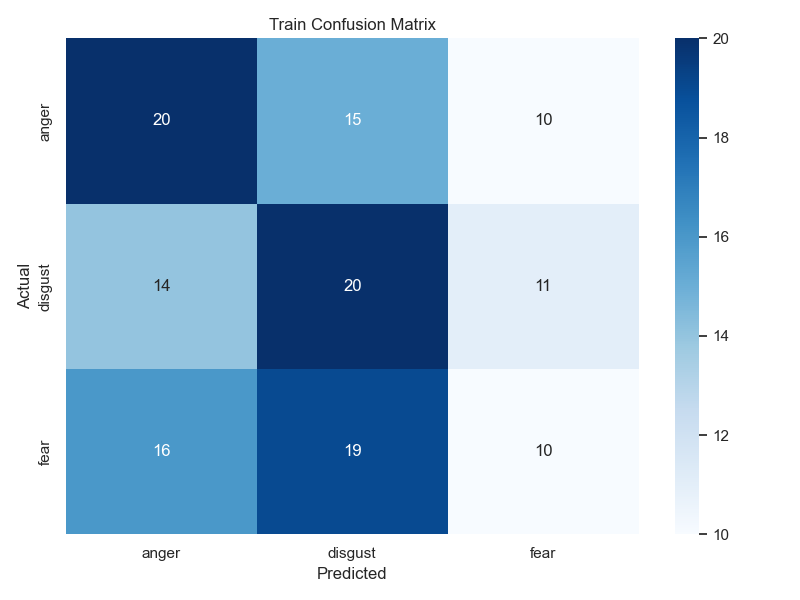 Train Confusion Matrix
anger
20
15
10
disgust
14
20
11
fear
16
19
10
Actual
anger
disgust
fear
Predicted
20
18
16
14
12
10